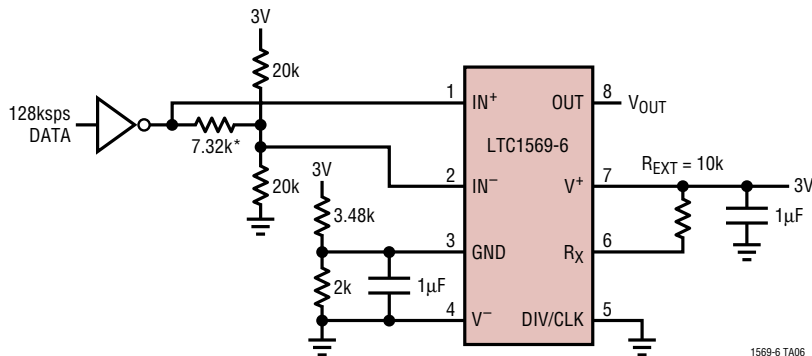 3V
20k
128ksps
DATA
7.32k*
20k
1
IN+
OUT
8
VOUT
LTC1569-6
2
IN–
V+
7
REXT = 10k
3V
1µF
3V
3.48k
3
GND
RX
6
2k
1µF
4
V–
DIV/CLK
5
1569-6 TA06